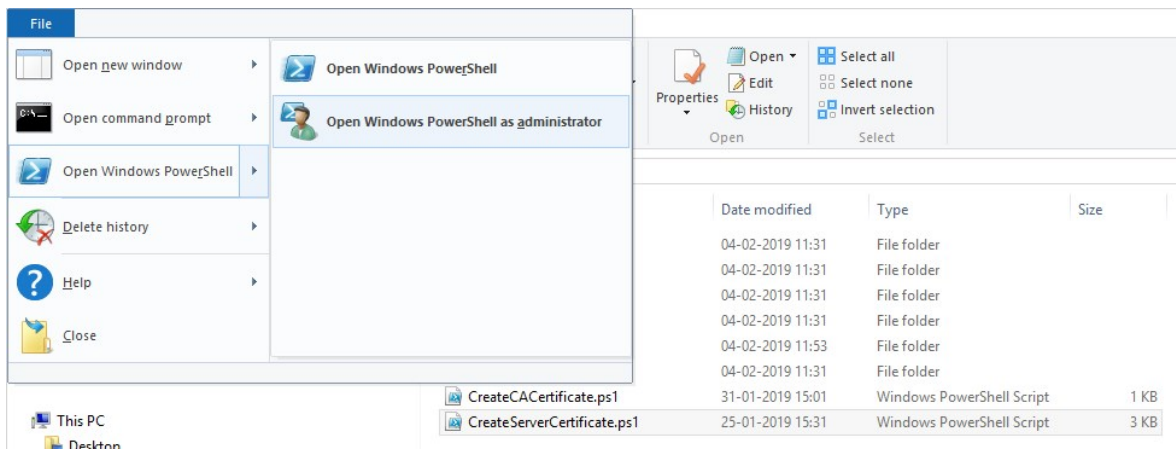 File
Open new window
Open command prompt
Open Windows PowerShell
Delete history
Help
Close
Open Windows PowerShell
Open Windows PowerShell as administrator
Properties
Open
Edit
History
Open
Select all
Select none
Invert selection
Select
Date modified Type Size
04-02-2019 11:31 File folder
04-02-2019 11:31 File folder
04-02-2019 11:31 File folder
04-02-2019 11:31 File folder
04-02-2019 11:53 File folder
04-02-2019 11:31 File folder
CreateCACertificate.ps1 31-01-2019 15:01 Windows PowerShell Script 1 KB
CreateServerCertificate.ps1 25-01-2019 15:31 Windows PowerShell Script 3 KB
This PC
Desktop